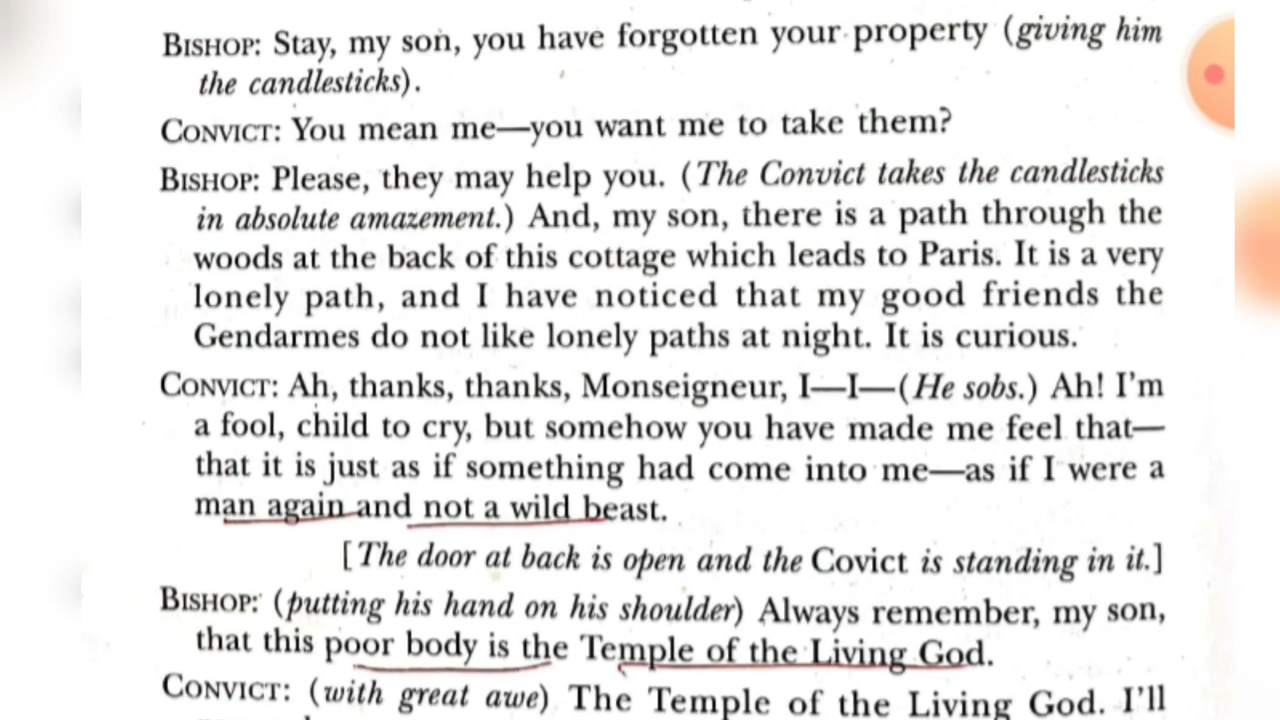 BISHOP: Stay, my son, you have forgotten your property (giving him
the candlesticks).
CONVICT: You mean me—you want me to take them?
BISHOP: Please, they may help you. (The Convict takes the candlesticks
in absolute amazement.) And, my son, there is a path through the
woods at the back of this cottage which leads to Paris. It is a very
lonely path, and I have noticed that my good friends the
Gendarmes do not like lonely paths at night. It is curious.
CONVICT: Ah, thanks, thanks, Monseigneur, I—I—(He sobs.) Ah! I'm
a fool, child to cry, but somehow you have made me feel that—
that it is just as if something had come into me—as if I were a
man again and not a wild beast.
[The door at back is open and the Covict is standing in it.]
BISHOP: (putting his hand on his shoulder) Always remember, my son,
that this poor body is the Temple of the Living God.
CONVICT: (with great awe) The Temple of the Living God. I'll